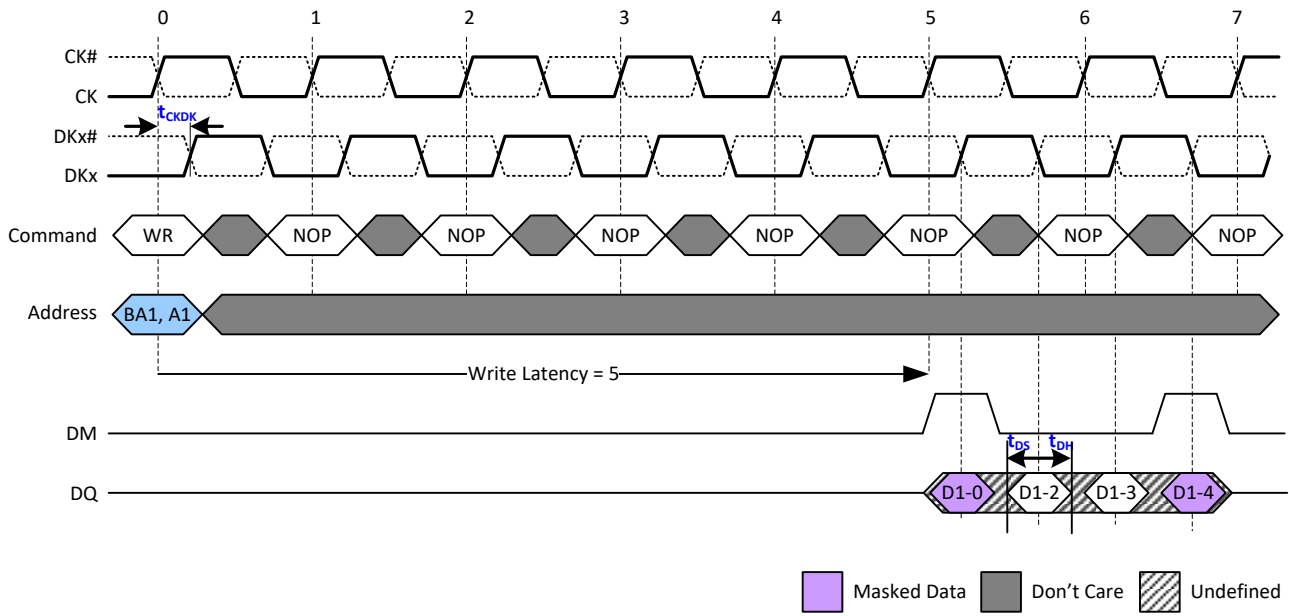 0 1 2 3 4 5 6 7
CK#
CK
tCKDK
DKx#
DKx
Command WR NOP NOP NOP NOP NOP NOP NOP
Address BA1, A1
Write Latency = 5
DM
tDS tDH
DQ D1-0 D1-2 D1-3 D1-4
Masked Data Don't Care Undefined